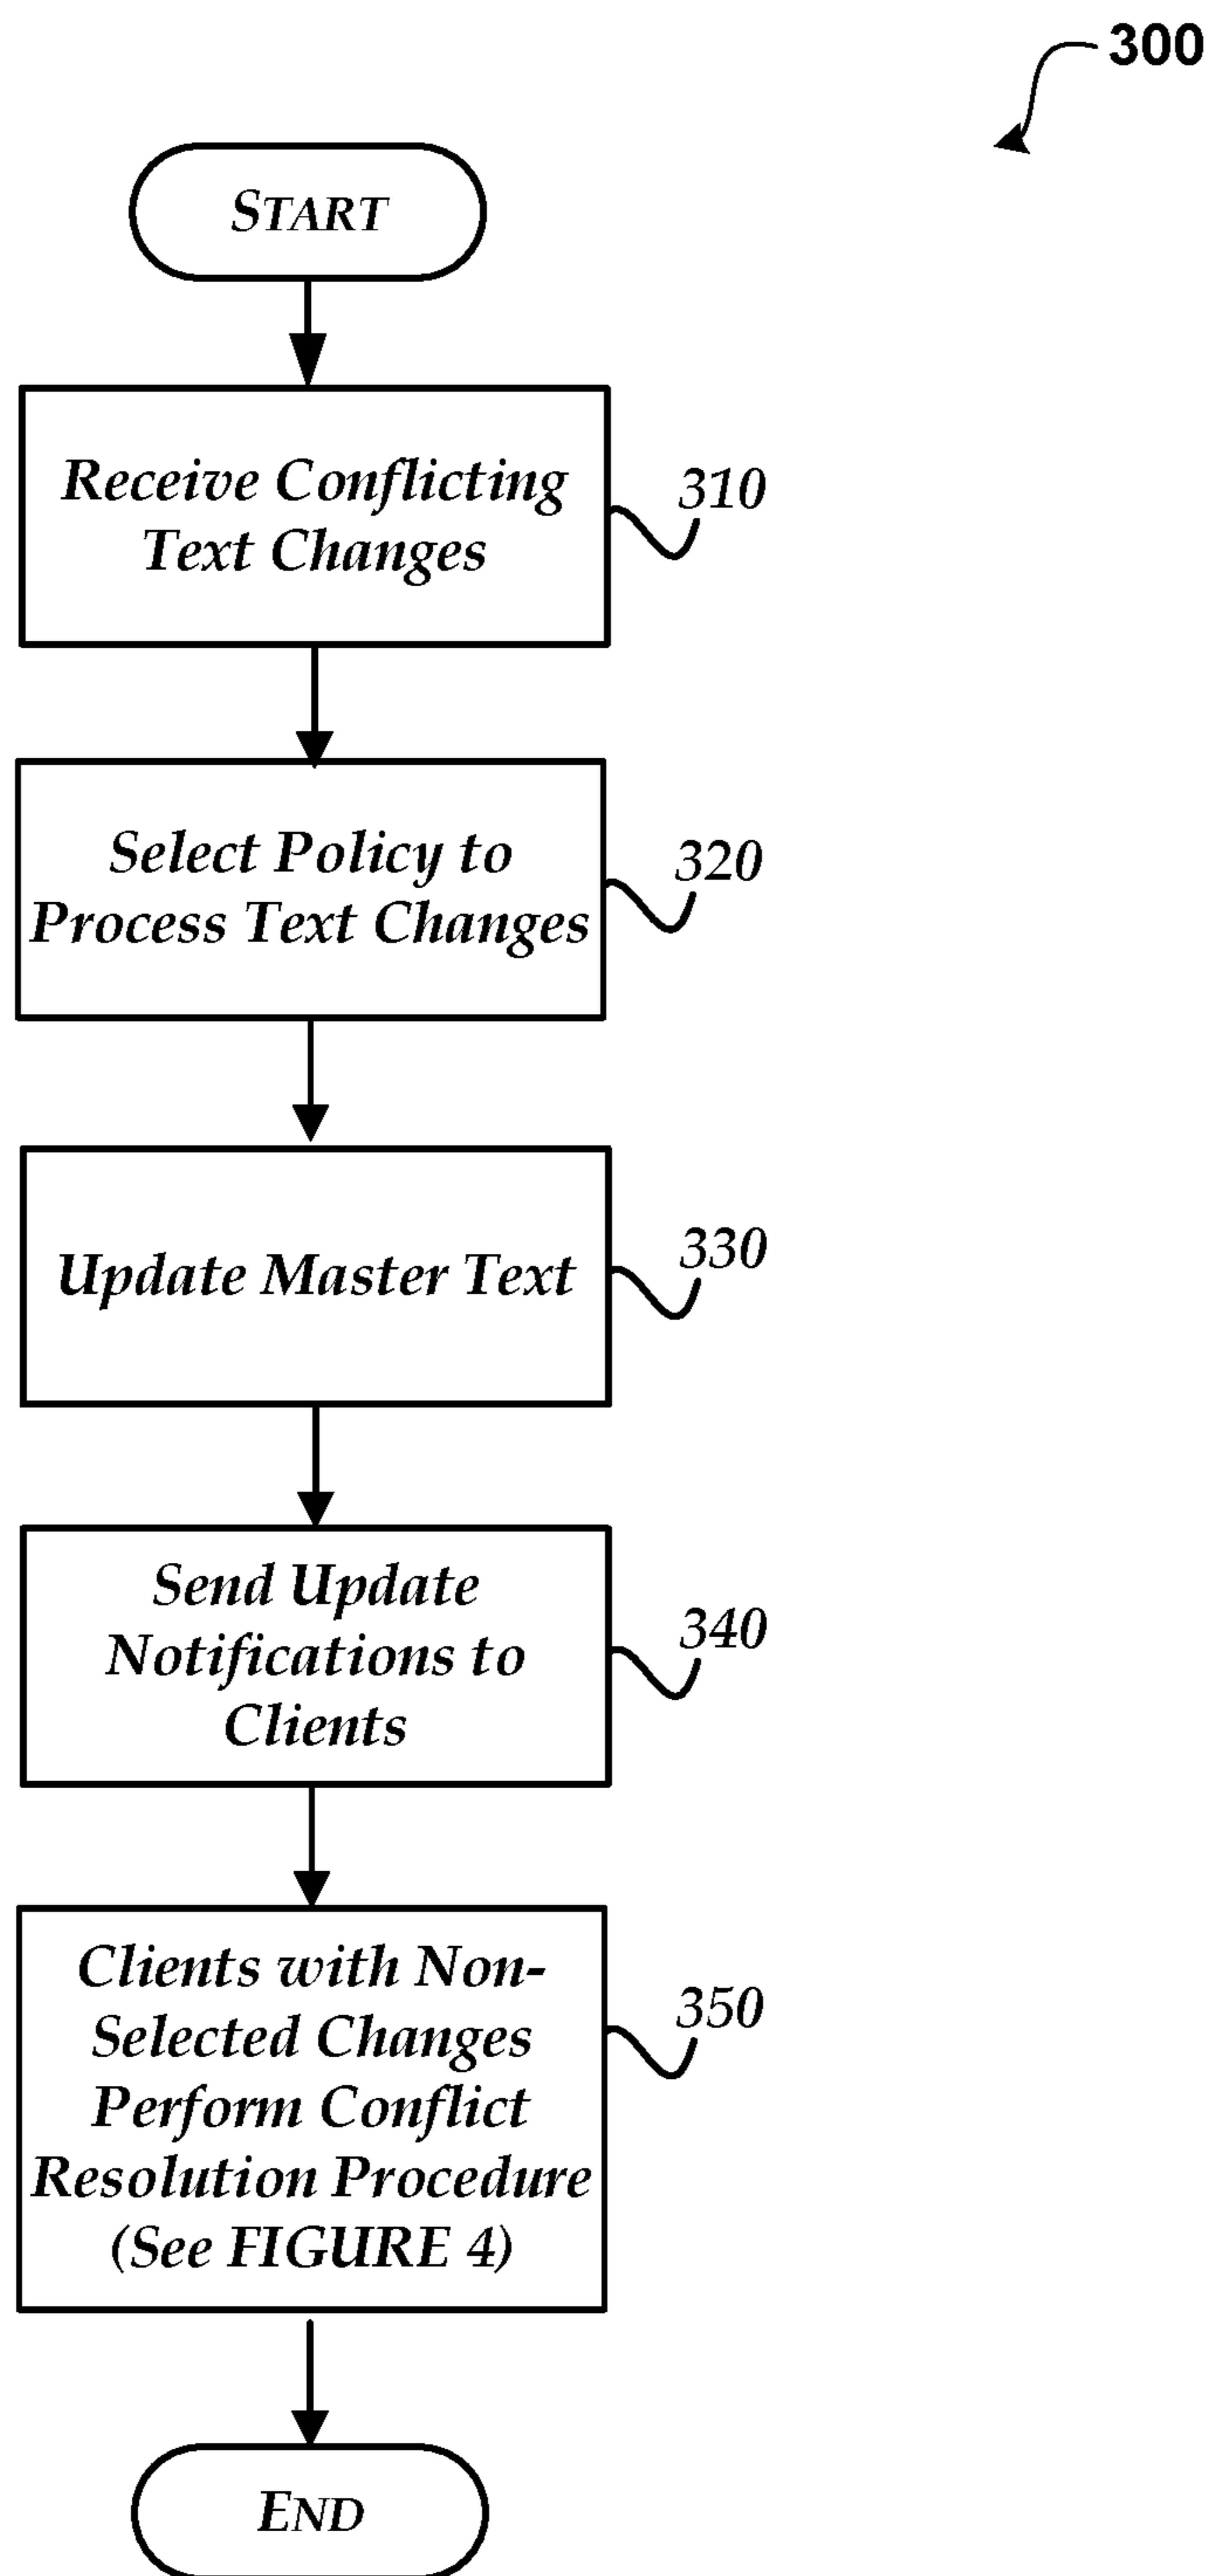 300
START
Receive Conflicting
Text Changes
310
Select Policy to
Process Text Changes
320
Update Master Text
330
Send Update
Notifications to
Clients
340
Clients with Non-
Selected Changes
Perform Conflict
Resolution Procedure
(See FIGURE 4)
350
END